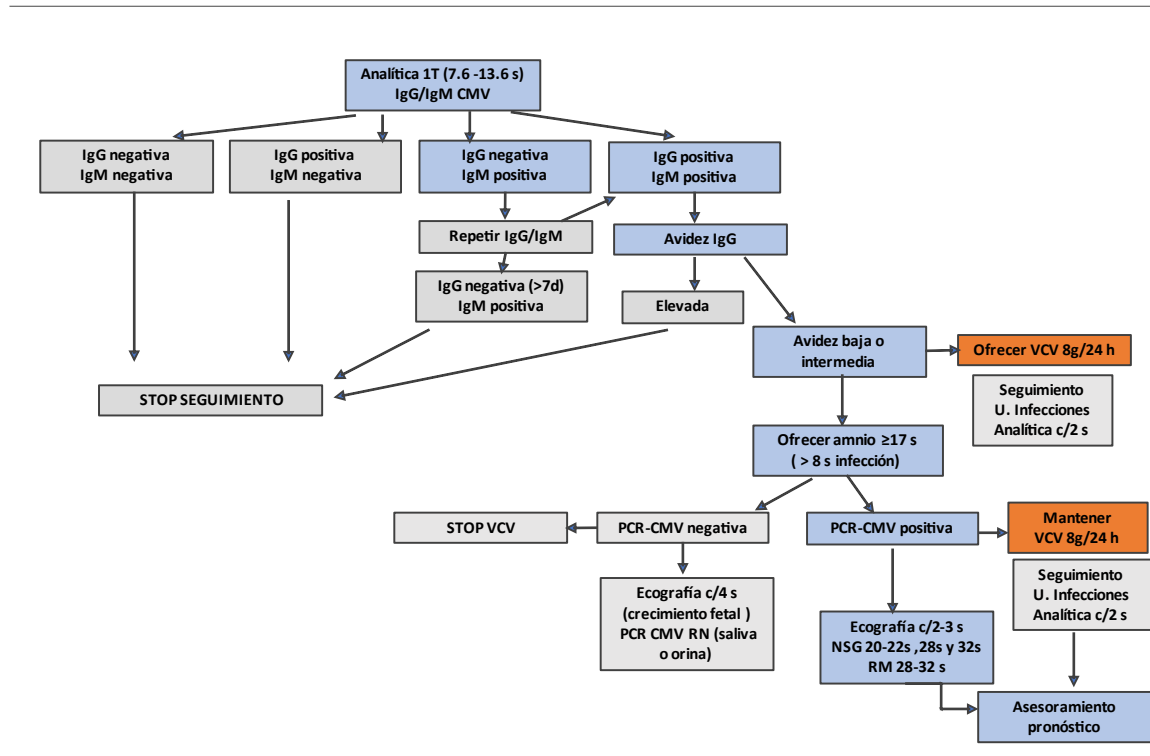 Analítica 1T (7.6 -13.6 s)
IgG/IgM CMV
IgG negativa
IgM negativa
IgG positiva
IgM negativa
IgG negativa
IgM positiva
IgG positiva
IgM positiva
Repetir IgG/IgM
Avidez IgG
IgG negativa (>7d)
IgM positiva
Elevada
Avidez baja o
intermedia
Ofrecer VCV 8g/24 h
STOP SEGUIMIENTO
Seguimiento
U. Infecciones
Analítica c/2 s
Ofrecer amnio ≥17 s
( > 8 s infección)
STOP VCV
PCR-CMV negativa
PCR-CMV positiva
Mantener
VCV 8g/24 h
Ecografía c/4 s
(crecimiento fetal )
PCR CMV RN (saliva
o orina)
Seguimiento
U. Infecciones
Analítica c/2 s
Ecografía c/2-3 s
NSG 20-22s ,28s y 32s
RM 28-32 s
Asesoramiento
pronóstico